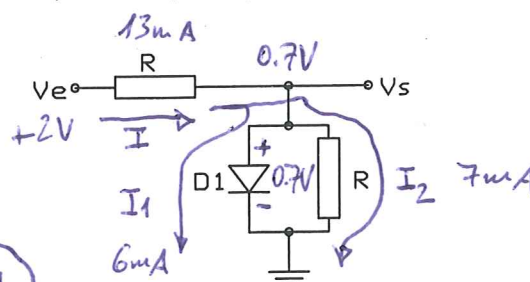 13mA
R 0.7V
Ve Vs
+2V I
+
D1 0.7V R I2 7mA
I1 -
6mA